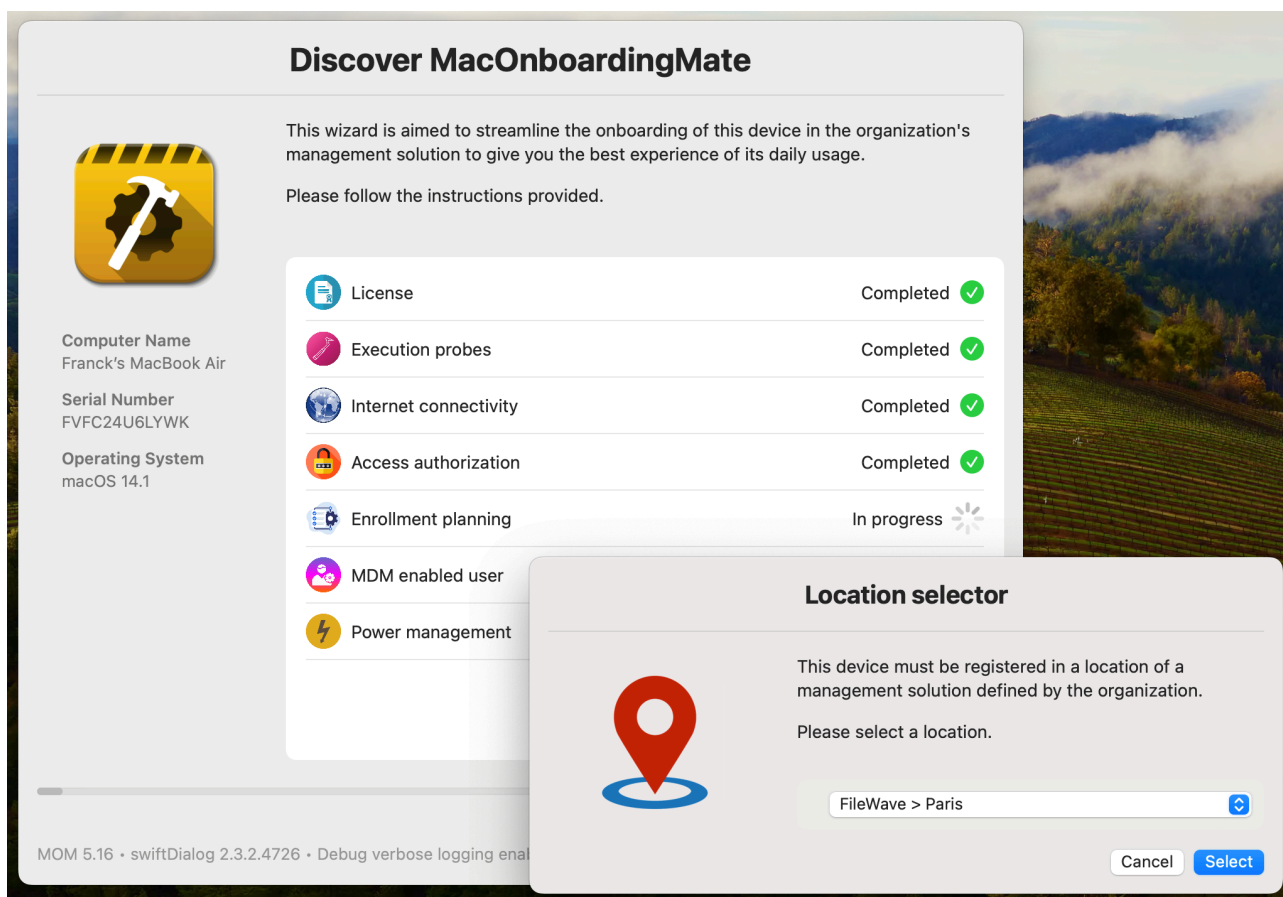 Discover MacOnboardingMate
This wizard is aimed to streamline the onboarding of this device in the organization's
management solution to give you the best experience of its daily usage.
Please follow the instructions provided.
Computer Name
Franck’s MacBook Air
Serial Number
FVFC24U6LYWK
Operating System
macOS 14.1
License Completed
Execution probes Completed
Internet connectivity Completed
Access authorization Completed
Enrollment planning In progress
MDM enabled user
Power management
MOM 5.16 • swiftDialog 2.3.2.4726 • Debug verbose logging
Location selector
This device must be registered in a location of a
management solution defined by the organization.
Please select a location.
FileWave > Paris
Cancel Select